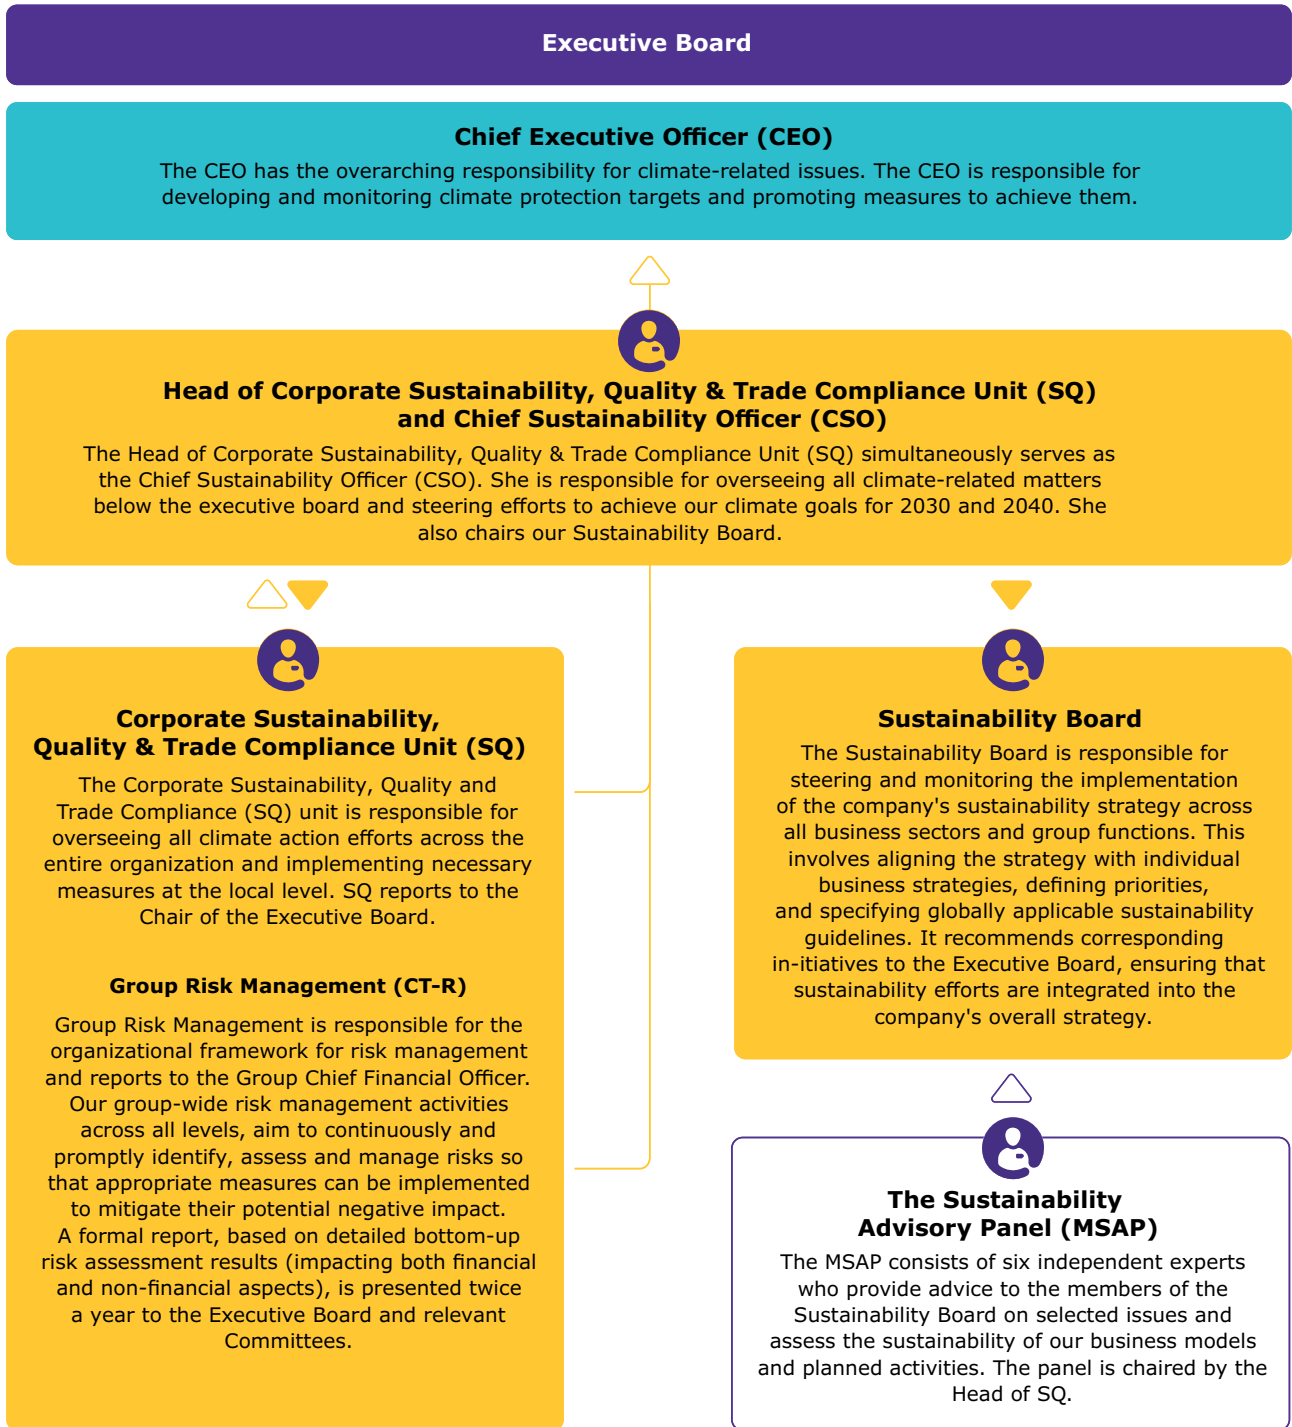 Executive Board
Chief Executive Officer (CEO)
The CEO has the overarching responsibility for climate-related issues. The CEO is responsible for
developing and monitoring climate protection targets and promoting measures to achieve them.
Head of Corporate Sustainability, Quality & Trade Compliance Unit (SQ)
and Chief Sustainability Officer (CSO)
The Head of Corporate Sustainability, Quality & Trade Compliance Unit (SQ) simultaneously serves as
the Chief Sustainability Officer (CSO). She is responsible for overseeing all climate-related matters
below the executive board and steering efforts to achieve our climate goals for 2030 and 2040. She
also chairs our Sustainability Board.
Corporate Sustainability,
Quality & Trade Compliance Unit (SQ)
The Corporate Sustainability, Quality and
Trade Compliance (SQ) unit is responsible for
overseeing all climate action efforts across the
entire organization and implementing necessary
measures at the local level. SQ reports to the
Chair of the Executive Board.
Group Risk Management (CT-R)
Group Risk Management is responsible for the
organizational framework for risk management
and reports to the Group Chief Financial Officer.
Our group-wide risk management activities
across all levels, aim to continuously and
promptly identify, assess and manage risks so
that appropriate measures can be implemented
to mitigate their potential negative impact.
A formal report, based on detailed bottom-up
risk assessment results (impacting both financial
and non-financial aspects), is presented twice
a year to the Executive Board and relevant
Committees.
Sustainability Board
The Sustainability Board is responsible for
steering and monitoring the implementation
of the company's sustainability strategy across
all business sectors and group functions. This
involves aligning the strategy with individual
business strategies, defining priorities,
and specifying globally applicable sustainability
guidelines. It recommends corresponding
in-itiatives to the Executive Board, ensuring that
sustainability efforts are integrated into the
company's overall strategy.
The Sustainability
Advisory Panel (MSAP)
The MSAP consists of six independent experts
who provide advice to the members of the
Sustainability Board on selected issues and
assess the sustainability of our business models
and planned activities. The panel is chaired by the
Head of SQ.